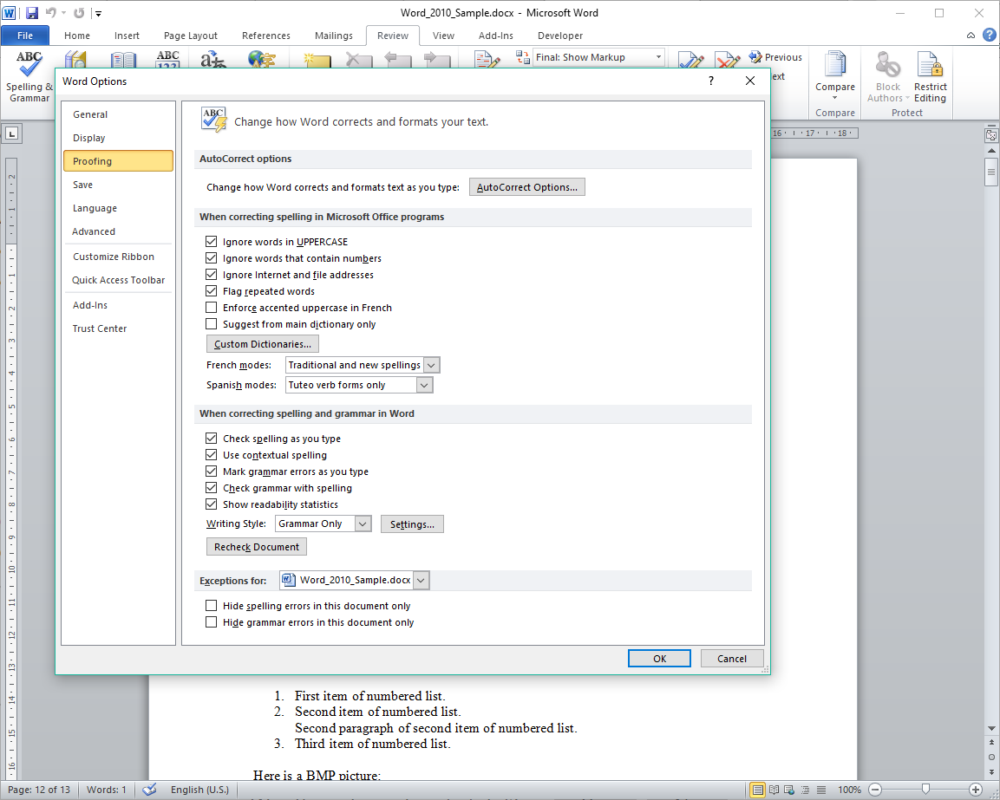 Word_2010_Sample.docx - Microsoft Word
File Home Insert Page Layout References Mailings Review View Add-Ins Developer
ABC ABC 123 Final: Show Markup Previous
Spelling & Grammar
Compare
Block Authors
Restrict Editing
Compare Protect
Word Options
General
Display
Proofing
Save
Language
Advanced
Customize Ribbon
Quick Access Toolbar
Add-Ins
Trust Center
ABC Change how Word corrects and formats your text.
AutoCorrect options
Change how Word corrects and formats text as you type: AutoCorrect Options...
When correcting spelling in Microsoft Office programs
Ignore words in UPPERCASE
Ignore words that contain numbers
Ignore Internet and file addresses
Flag repeated words
Enforce accented uppercase in French
Suggest from main dictionary only
Custom Dictionaries...
French modes: Traditional and new spellings
Spanish modes: Tuteo verb forms only
When correcting spelling and grammar in Word
Check spelling as you type
Use contextual spelling
Mark grammar errors as you type
Check grammar with spelling
Show readability statistics
Writing Style: Grammar Only Settings...
Recheck Document
Exceptions for: Word_2010_Sample.docx
Hide spelling errors in this document only
Hide grammar errors in this document only
OK Cancel
16 17 18
1. First item of numbered list.
2. Second item of numbered list.
Second paragraph of second item of numbered list.
3. Third item of numbered list.
Here is a BMP picture:
Page: 12 of 13 Words: 1 English (U.S.) 100%